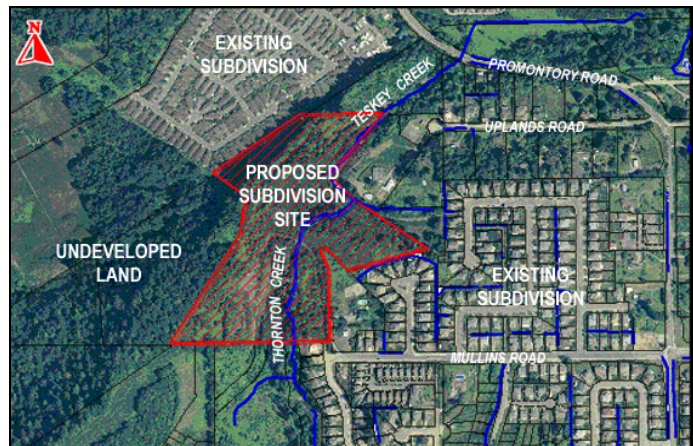 N
EXISTING
SUBDIVISION
TESKEY CREEK
PROMONTORY ROAD
UPLANDS ROAD
PROPOSED
SUBDIVISION
SITE
UNDEVELOPED
LAND
THORNTON CREEK
EXISTING
SUBDIVISION
MULLINS ROAD